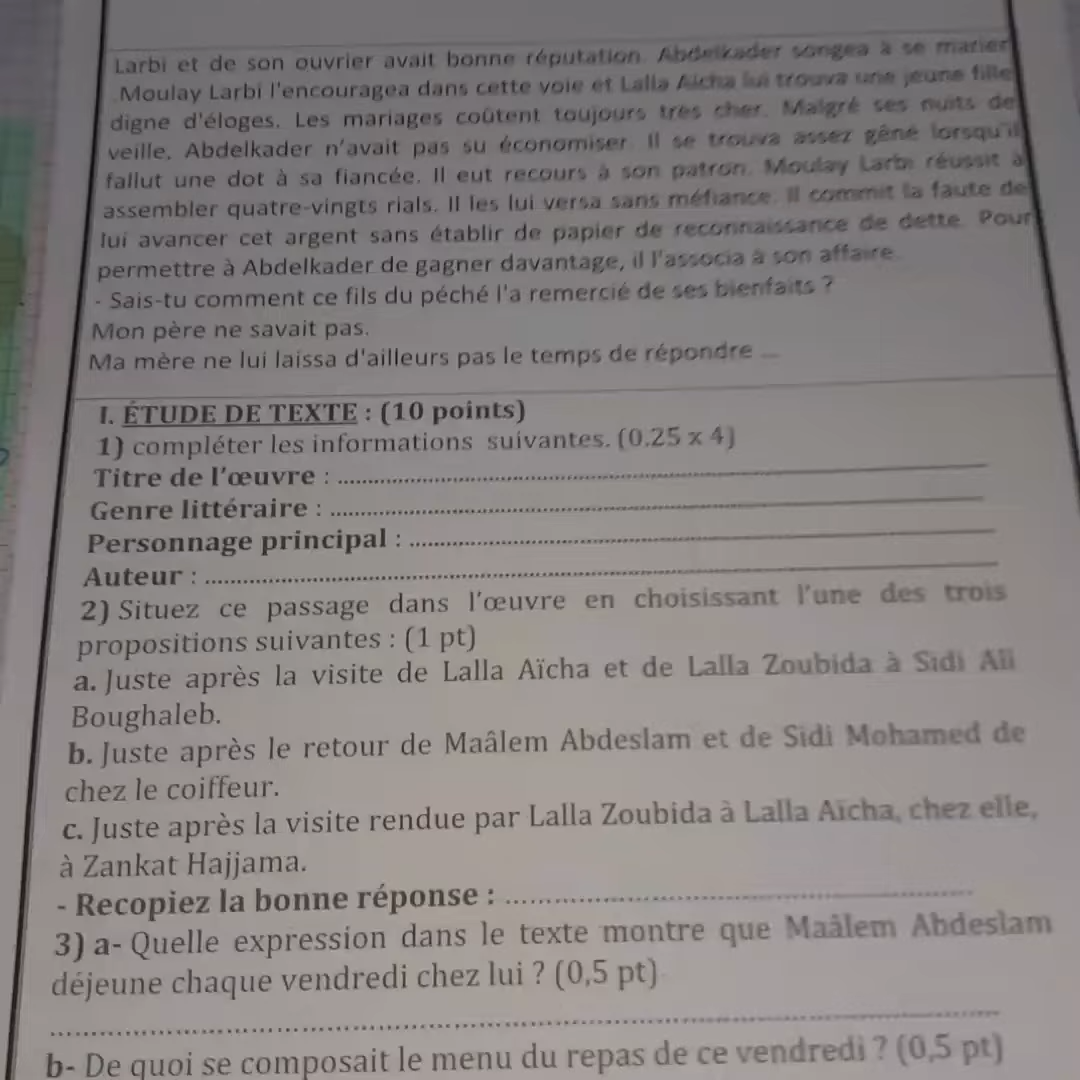 Larbi et de son ouvrier avait bonne réputation. Abdelkader songea à se marier
.Moulay Larbi l'encouragea dans cette voie et Lalla Aïcha lui trouva une jeune fille
digne d'éloges. Les mariages coûtent toujours très cher. Malgré ses nuits de
veille, Abdelkader n'avait pas su économiser. Il se trouva assez gêné lorsqu'il
fallut une dot à sa fiancée. Il eut recours à son patron. Moulay Larbi réussit à
assembler quatre-vingts rials. Il les lui versa sans méfiance. Il commit la faute de
lui avancer cet argent sans établir de papier de reconnaissance de dette. Pour
permettre à Abdelkader de gagner davantage, il l'associa à son affaire.
- Sais-tu comment ce fils du péché l'a remercié de ses bienfaits ?
Mon père ne savait pas.
Ma mère ne lui laissa d'ailleurs pas le temps de répondre ...
I. ÉTUDE DE TEXTE : (10 points)
1) compléter les informations suivantes. (0.25 x 4)
Titre de l'œuvre : ..........
Genre littéraire : ..........
Personnage principal : ..........
Auteur : ..........
2) Situez ce passage dans l'œuvre en choisissant l'une des trois
propositions suivantes : (1 pt)
a. Juste après la visite de Lalla Aïcha et de Lalla Zoubida à Sidi Ali
Boughaleb.
b. Juste après le retour de Maâlem Abdeslam et de Sidi Mohamed de
chez le coiffeur.
c. Juste après la visite rendue par Lalla Zoubida à Lalla Aïcha, chez elle,
à Zankat Hajjama.
- Recopiez la bonne réponse : ..........
3) a- Quelle expression dans le texte montre que Maâlem Abdeslam
déjeune chaque vendredi chez lui ? (0,5 pt)
..........
b- De quoi se composait le menu du repas de ce vendredi ? (0,5 pt)